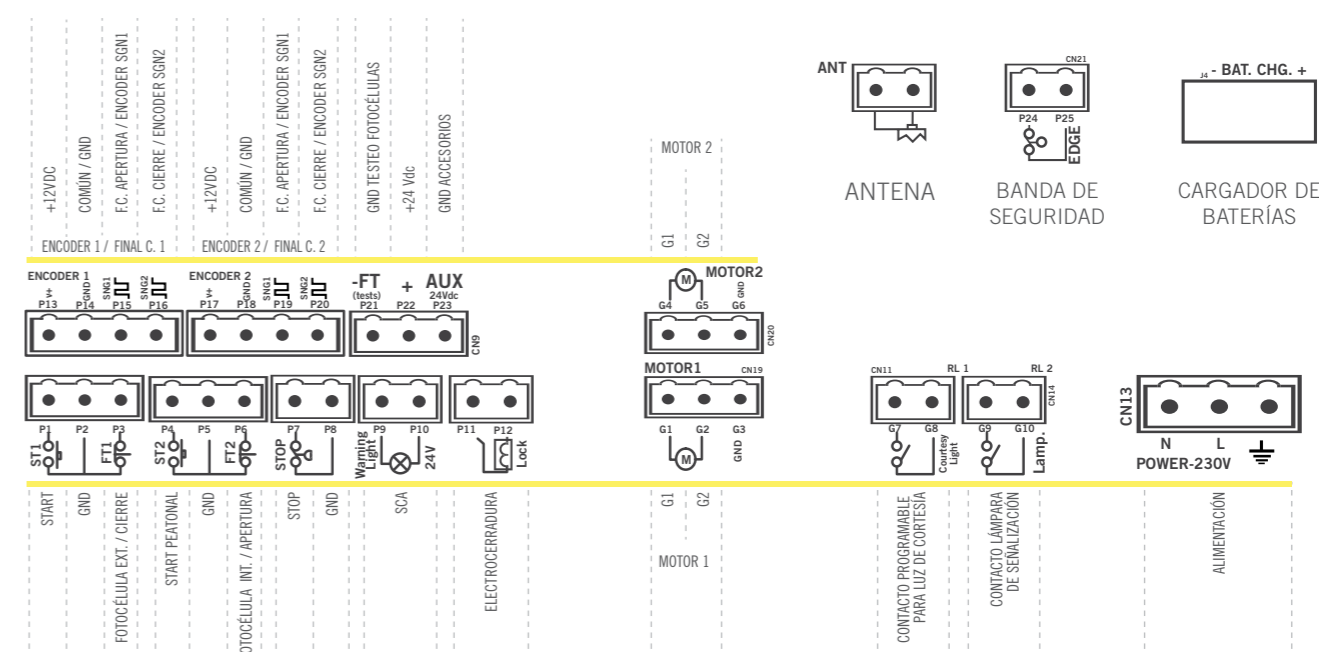 +12VDC
COMÚN / GND
F.C. APERTURA / ENCODER SGN1
F.C. CIERRE / ENCODER SGN2
+12VDC
COMÚN / GND
F.C. APERTURA / ENCODER SGN1
F.C. CIERRE / ENCODER SGN2
GND TESTEO FOTOCÉLULAS
+24 Vdc
GND ACCESORIOS
ENCODER 1 / FINAL C. 1
ENCODER 2 / FINAL C. 2
MOTOR 2
G1
G2
ANT
ANTENA
CN21
P24 P25
EDGE
BANDA DE
SEGURIDAD
J4 - BAT. CHG. +
CARGADOR DE
BATERÍAS
ENCODER 1
V+
GND
SNG1
SNG2
P13 P14 P15 P16
ENCODER 2
V+
GND
SNG1
SNG2
P17 P18 P19 P20
-FT + AUX
(tests) 24Vdc
P21 P22 P23
CN9
MOTOR2
M
GND
G4 G5 G6
CN20
MOTOR1 CN19
G1 G2 G3
M
GND
P1 P2 P3
ST1
FT1
P4 P5 P6
ST2
FT2
P7 P8
STOP
P9 P10
Warning
Light
24V
P11 P12
Lock
CN11 RL 1
G7 G8
Courtesy
Light
RL 2
CN14
G9 G10
Lamp.
CN13
N L
POWER-230V
START
GND
FOTOCÉLULA EXT. / CIERRE
START PEATONAL
GND
OTOCÉLULA INT. / APERTURA
STOP
GND
SCA
ELECTROCERRADURA
G1
G2
MOTOR 1
CONTACTO PROGRAMABLE
PARA LUZ DE CORTESÍA
CONTACTO LÁMPARA
DE SEÑALIZACIÓN
ALIMENTACIÓN